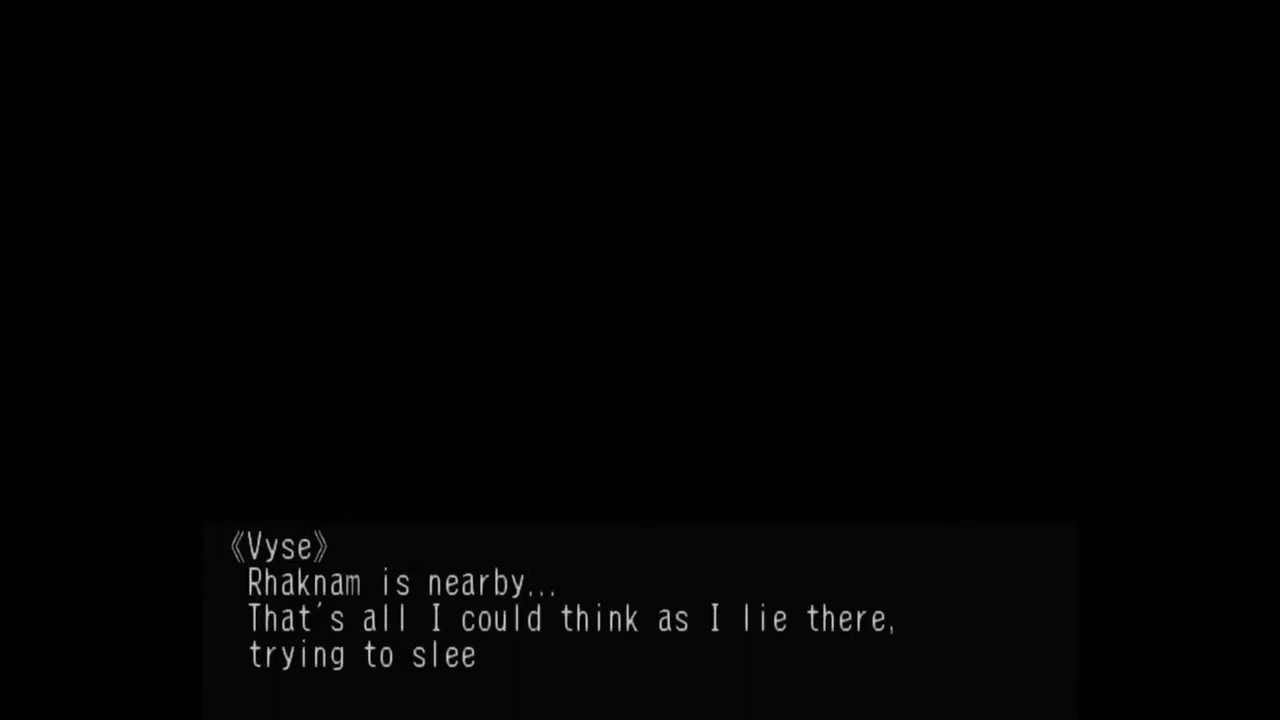 《Vyse》
Rhaknam is nearby...
That's all I could think as I lie there,
trying to slee